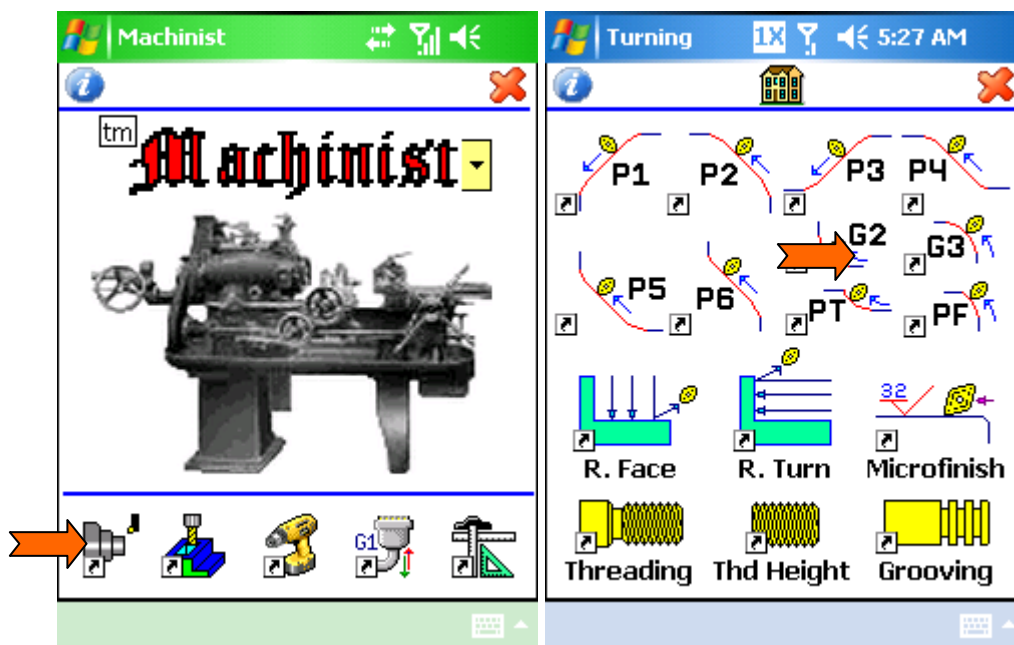 Machinist
tm
Machinist
G1
Turning 1X 5:27 AM
P1 P2 P3 P4
G2 G3
P5 P6 PT PF
32
R. Face R. Turn Microfinish
Threading Thd Height Grooving